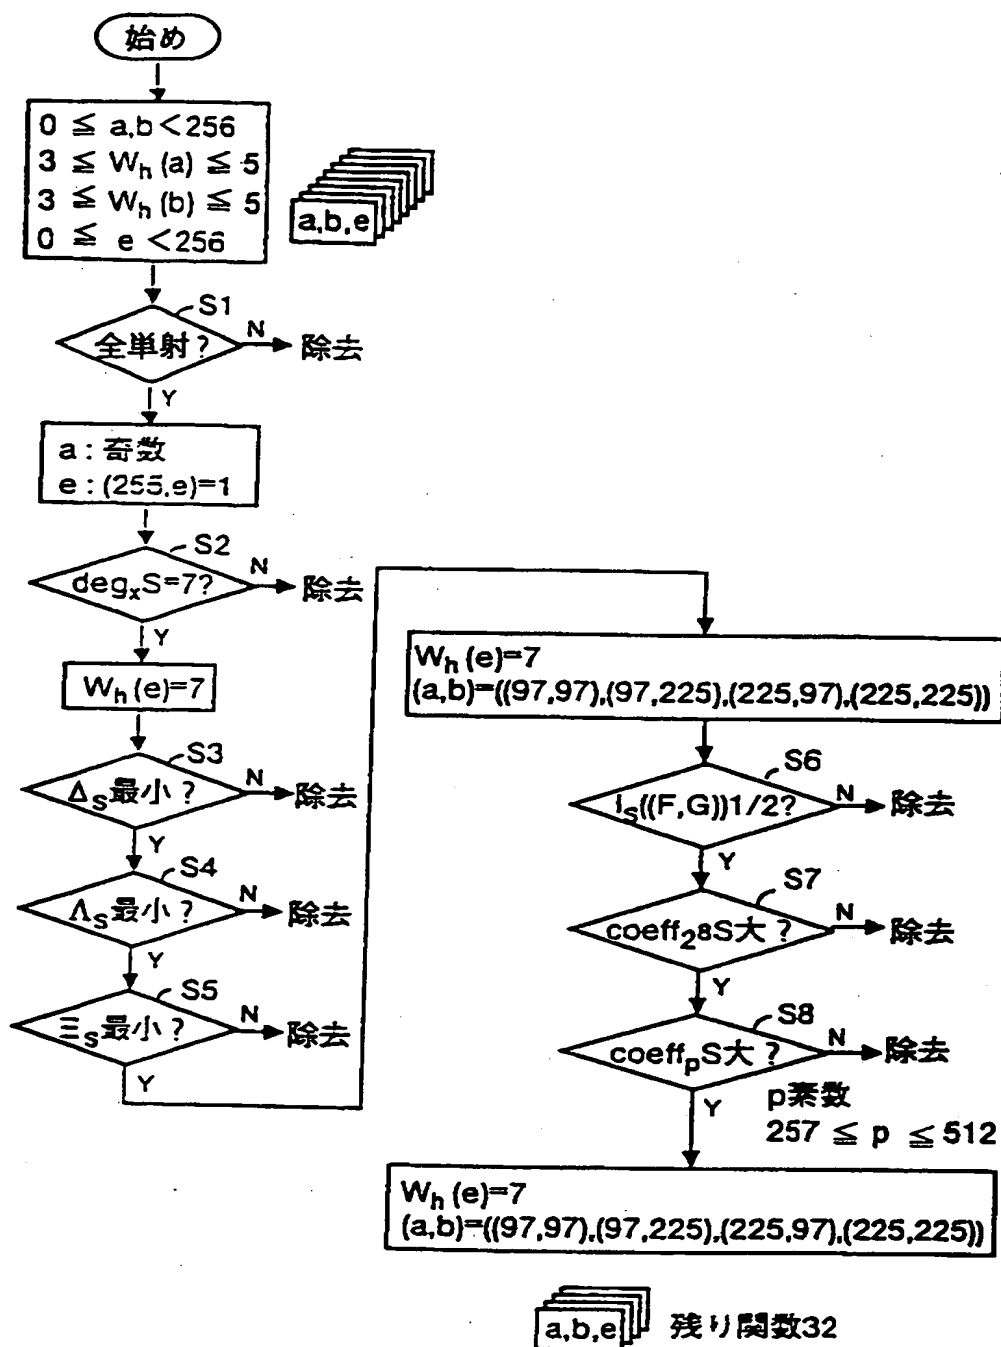 始め
0 ≦ a,b<256
3 ≦ Wh(a) ≦ 5
3 ≦ Wh(b) ≦ 5
0 ≦ e <256
a,b,e
S1
全単射?
N
除去
Y
a:奇数
e:(255,e)=1
S2
degxS=7?
N
除去
Y
Wh(e)=7
S3
ΔS最小?
N
除去
Y
S4
ΛS最小?
N
除去
Y
S5
ΞS最小?
N
除去
Y
Wh(e)=7
(a,b)=((97,97),(97,225),(225,97),(225,225))
S6
IS((F,G))1/2?
N
除去
Y
S7
coeff28S大?
N
除去
Y
S8
coeffpS大?
N
除去
Y
p素数
257 ≦ p ≦ 512
Wh(e)=7
(a,b)=((97,97),(97,225),(225,97),(225,225))
a,b,e
残り関数32